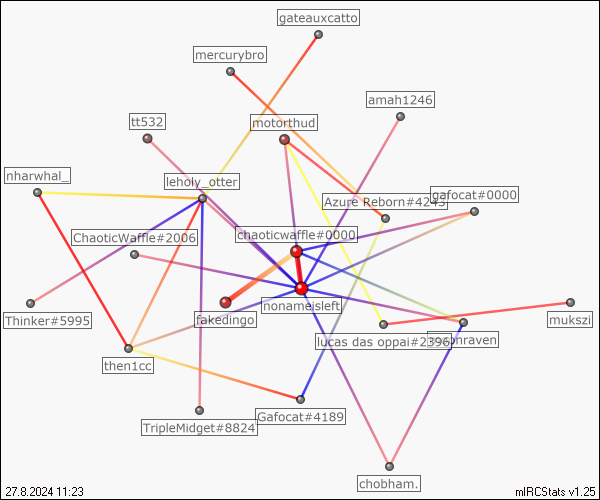 gateauxcatto
mercurybro
amah1246
tt532
motorthud
nharwhal_
leholy_otter
gafocat#0000
Azure Reborn#4243
chaoticwaffle#0000
ChaoticWaffle#2006
nonameisleft
Thinker#5995
fakedingo
mukszi
lucas das oppai#2396
nraven
then1cc
Gafocat#4189
TripleMidget#8824
chobham.
27.8.2024 11:23
mIRCStats v1.25